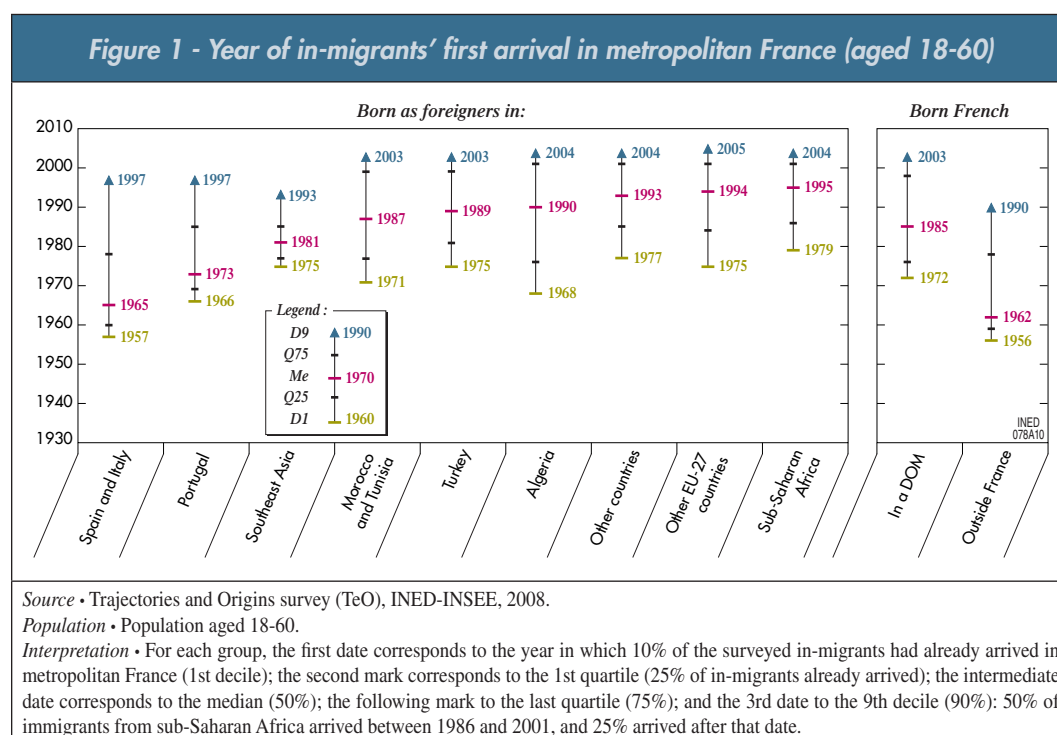 Figure 1 - Year of in-migrants’ first arrival in metropolitan France (aged 18-60)
Born as foreigners in:
Born French
2010
2000
1990
1980
1970
1960
1950
1940
1930
1997
1965
1957
1997
1973
1966
1993
1981
1975
2003
1987
1971
2003
1989
1975
2004
1990
1968
2004
1993
1977
2005
1994
1975
2004
1995
1979
2003
1985
1972
1990
1962
1956
Legend :
D9 1990
Q75
Me 1970
Q25
D1 1960
INED
078A10
Spain and Italy
Portugal
Southeast Asia
Morocco
and Tunisia
Turkey
Algeria
Other countries
Other EU-27
countries
Sub-Saharan
Africa
In a DOM
Outside France
Source • Trajectories and Origins survey (TeO), INED-INSEE, 2008.
Population • Population aged 18-60.
Interpretation • For each group, the first date corresponds to the year in which 10% of the surveyed in-migrants had already arrived in
metropolitan France (1st decile); the second mark corresponds to the 1st quartile (25% of in-migrants already arrived); the intermediate
date corresponds to the median (50%); the following mark to the last quartile (75%); and the 3rd date to the 9th decile (90%): 50% of
immigrants from sub-Saharan Africa arrived between 1986 and 2001, and 25% arrived after that date.